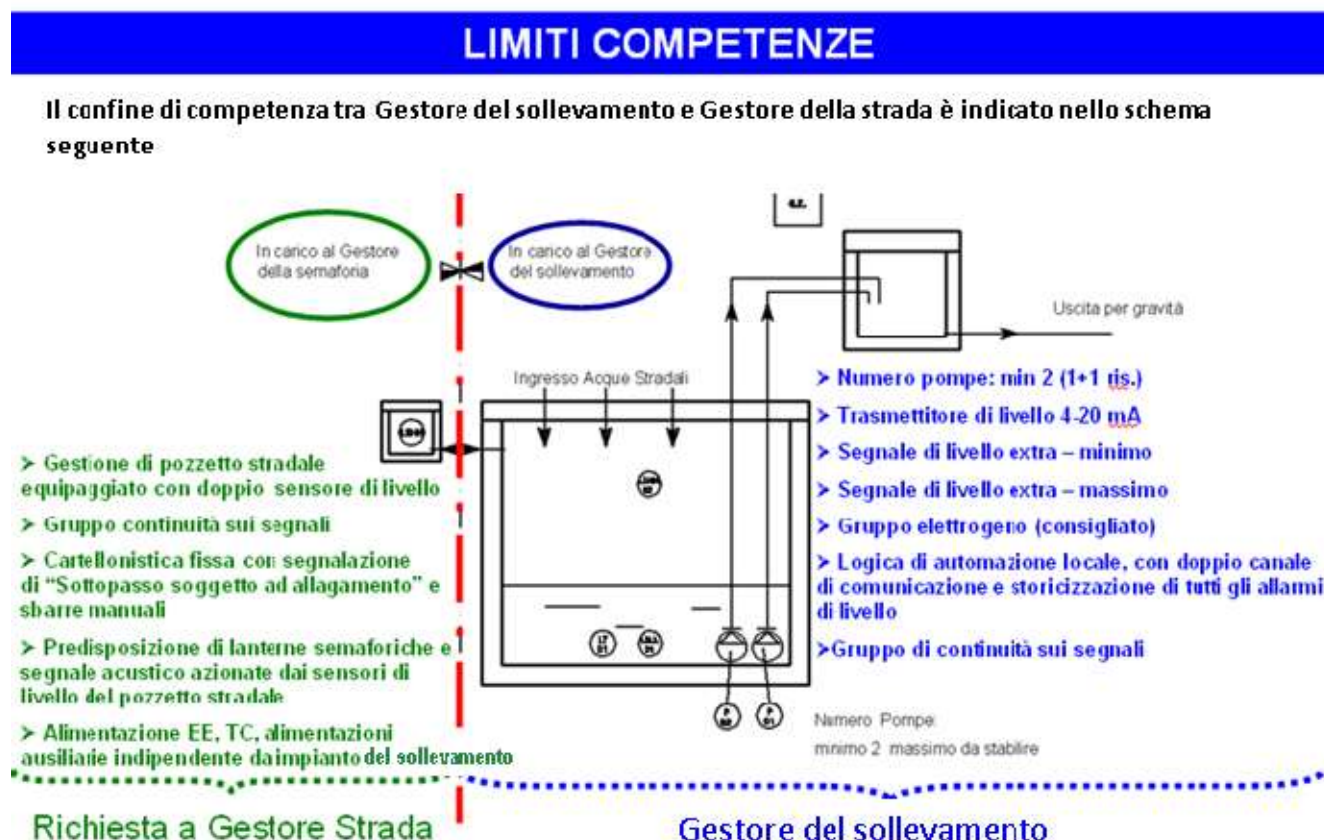 LIMITI COMPETENZE
Il confine di competenza tra Gestore del sollevamento e Gestore della strada è indicato nello schema
seguente
In carico al Gestore
della semaforia
In carico al Gestore
del sollevamento
Uscita per gravità
Ingresso Acque Stradali
➢ Gestione di pozzetto stradale
equipaggiato con doppio sensore di livello
➢ Gruppo continuità sui segnali
➢ Cartellonistica fissa con segnalazione
di "Sottopasso soggetto ad allagamento" e
sbarre manuali
➢ Predisposizione di lanterne semaforiche e
segnale acustico azionate dai sensori di
livello del pozzetto stradale
➢ Alimentazione EE, TC, alimentazioni
ausiliarie indipendente da impianto del sollevamento
➢ Numero pompe: min 2 (1+1 ris.)
➢ Trasmettitore di livello 4-20 mA
➢ Segnale di livello extra – minimo
➢ Segnale di livello extra – massimo
➢ Gruppo elettrogeno (consigliato)
➢ Logica di automazione locale, con doppio canale
di comunicazione e storicizzazione di tutti gli allarmi
di livello
➢Gruppo di continuità sui segnali
LT
01
P
02
P
01
Numero Pompe
minimo 2 massimo da stablire
Richiesta a Gestore Strada
Gestore del sollevamento